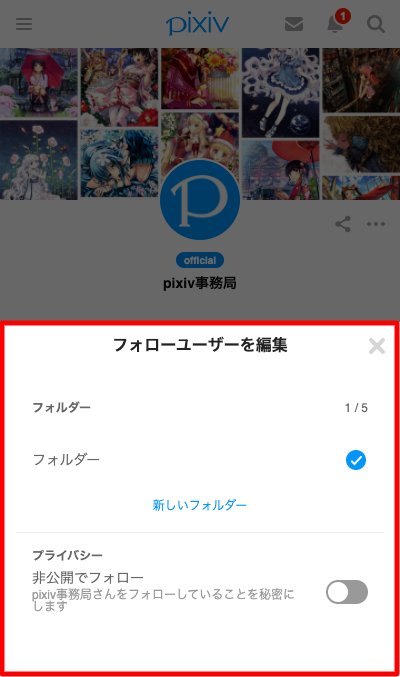 pixiv
1
official
pixiv事務局
フォローユーザーを編集
フォルダー
1 / 5
フォルダー
新しいフォルダー
プライバシー
非公開でフォロー
pixiv事務局さんをフォローしていることを秘密に
します